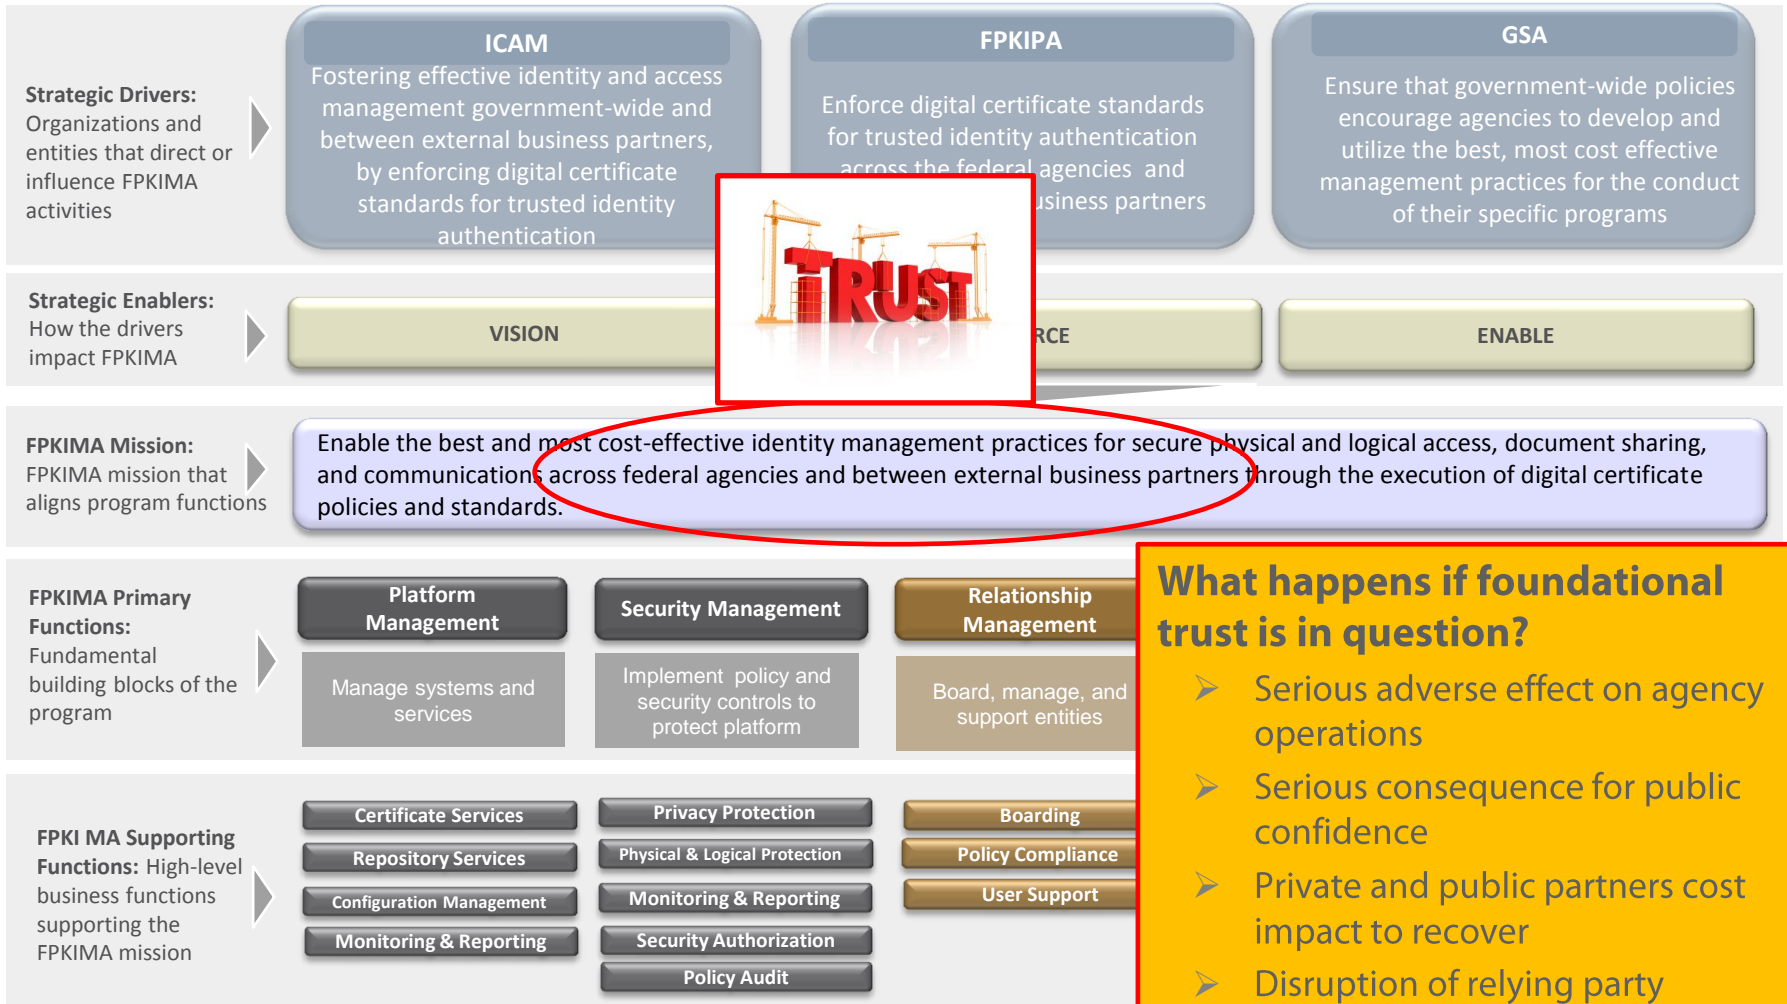 ICAM
Fostering effective identity and access
management government-wide and
between external business partners,
by enforcing digital certificate
standards for trusted identity
authentication
FPKIPA
Enforce digital certificate standards
for trusted identity authentication
across the federal agencies and
usiness partners
GSA
Ensure that government-wide policies
encourage agencies to develop and
utilize the best, most cost effective
management practices for the conduct
of their specific programs
Strategic Drivers:
Organizations and
entities that direct or
influence FPKIMA
activities
TRUST
Strategic Enablers:
How the drivers
impact FPKIMA
VISION
RCE
ENABLE
FPKIMA Mission:
FPKIMA mission that
aligns program functions
Enable the best and most cost-effective identity management practices for secure physical and logical access, document sharing,
and communications across federal agencies and between external business partners through the execution of digital certificate
policies and standards.
FPKIMA Primary
Functions:
Fundamental
building blocks of the
program
Platform
Management
Manage systems and
services
Security Management
Implement policy and
security controls to
protect platform
Relationship
Management
Board, manage, and
support entities
FPKI MA Supporting
Functions: High-level
business functions
supporting the
FPKIMA mission
Certificate Services
Repository Services
Configuration Management
Monitoring & Reporting
Privacy Protection
Physical & Logical Protection
Monitoring & Reporting
Security Authorization
Policy Audit
Boarding
Policy Compliance
User Support
What happens if foundational
trust is in question?
➢ Serious adverse effect on agency
operations
➢ Serious consequence for public
confidence
➢ Private and public partners cost
impact to recover
➢ Disruption of relying party